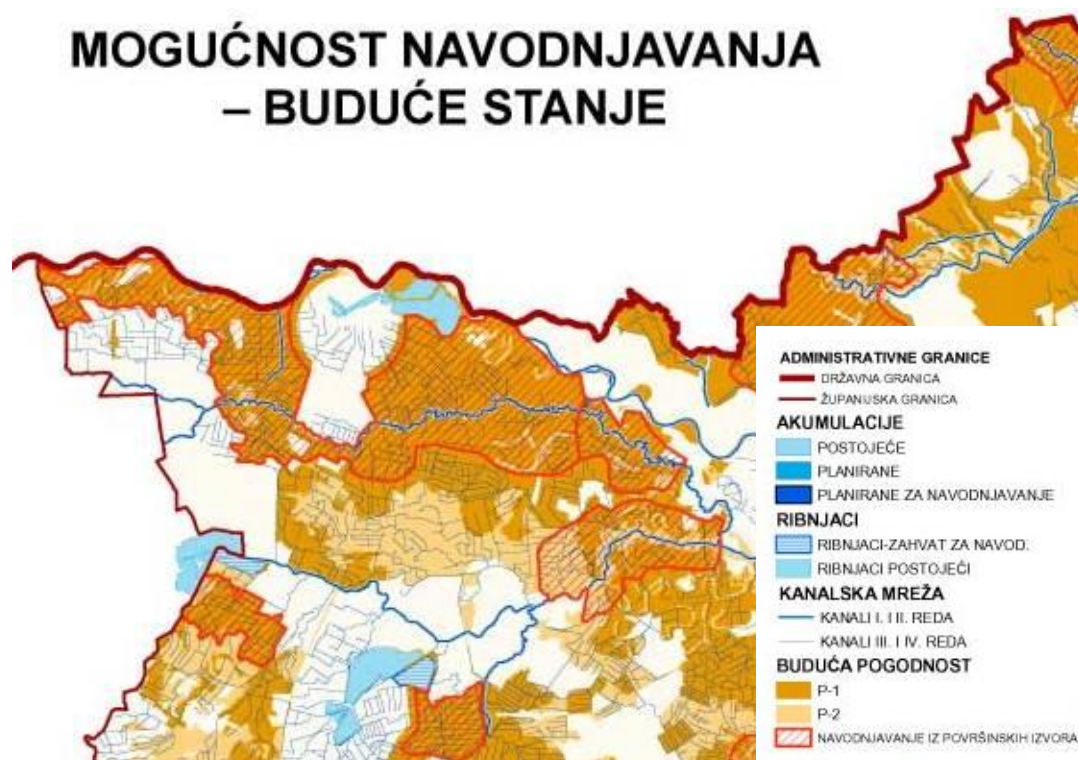 MOGUĆNOST NAVODNJAVANJA
– BUDUĆE STANJE
ADMINISTRATIVNE GRANICE
DRŽAVNA GRANICA
ŽUPANIJSKA GRANICA
AKUMULACIJE
POSTOJEĆE
PLANIRANE
PLANIRANE ZA NAVODNJAVANJE
RIBNJACI
RIBNJACI-ZAHVAT ZA NAVOD.
RIBNJACI POSTOJEĆI
KANALSKA MREŽA
KANALI I. I II. REDA
KANALI III. I IV. REDA
BUDUĆA POGODNOST
P-1
P-2
NAVODNJAVANJE IZ POVRŠINSKIH IZVORA